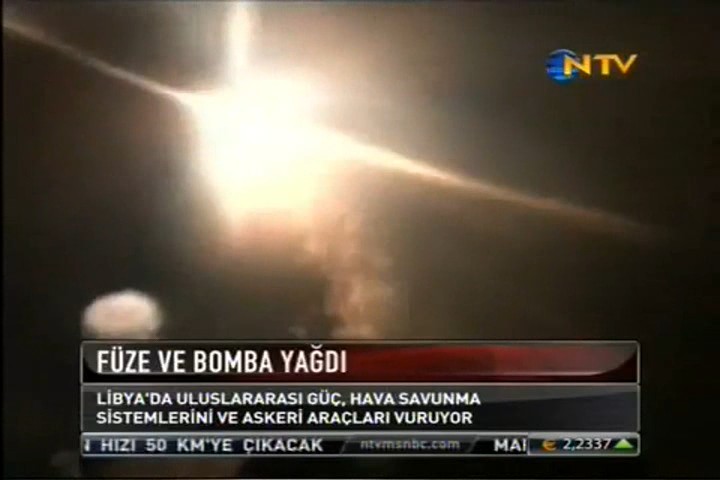 NTV
FÜZE VE BOMBA YAĞDI
LİBYA'DA ULUSLARARASI GÜÇ, HAVA SAVUNMA
SİSTEMLERİNİ VE ASKERİ ARAÇLARI VURUYOR
N HIZI 50 KM'YE ÇIKACAK ntvmsnbc.com MAI € 2,2337